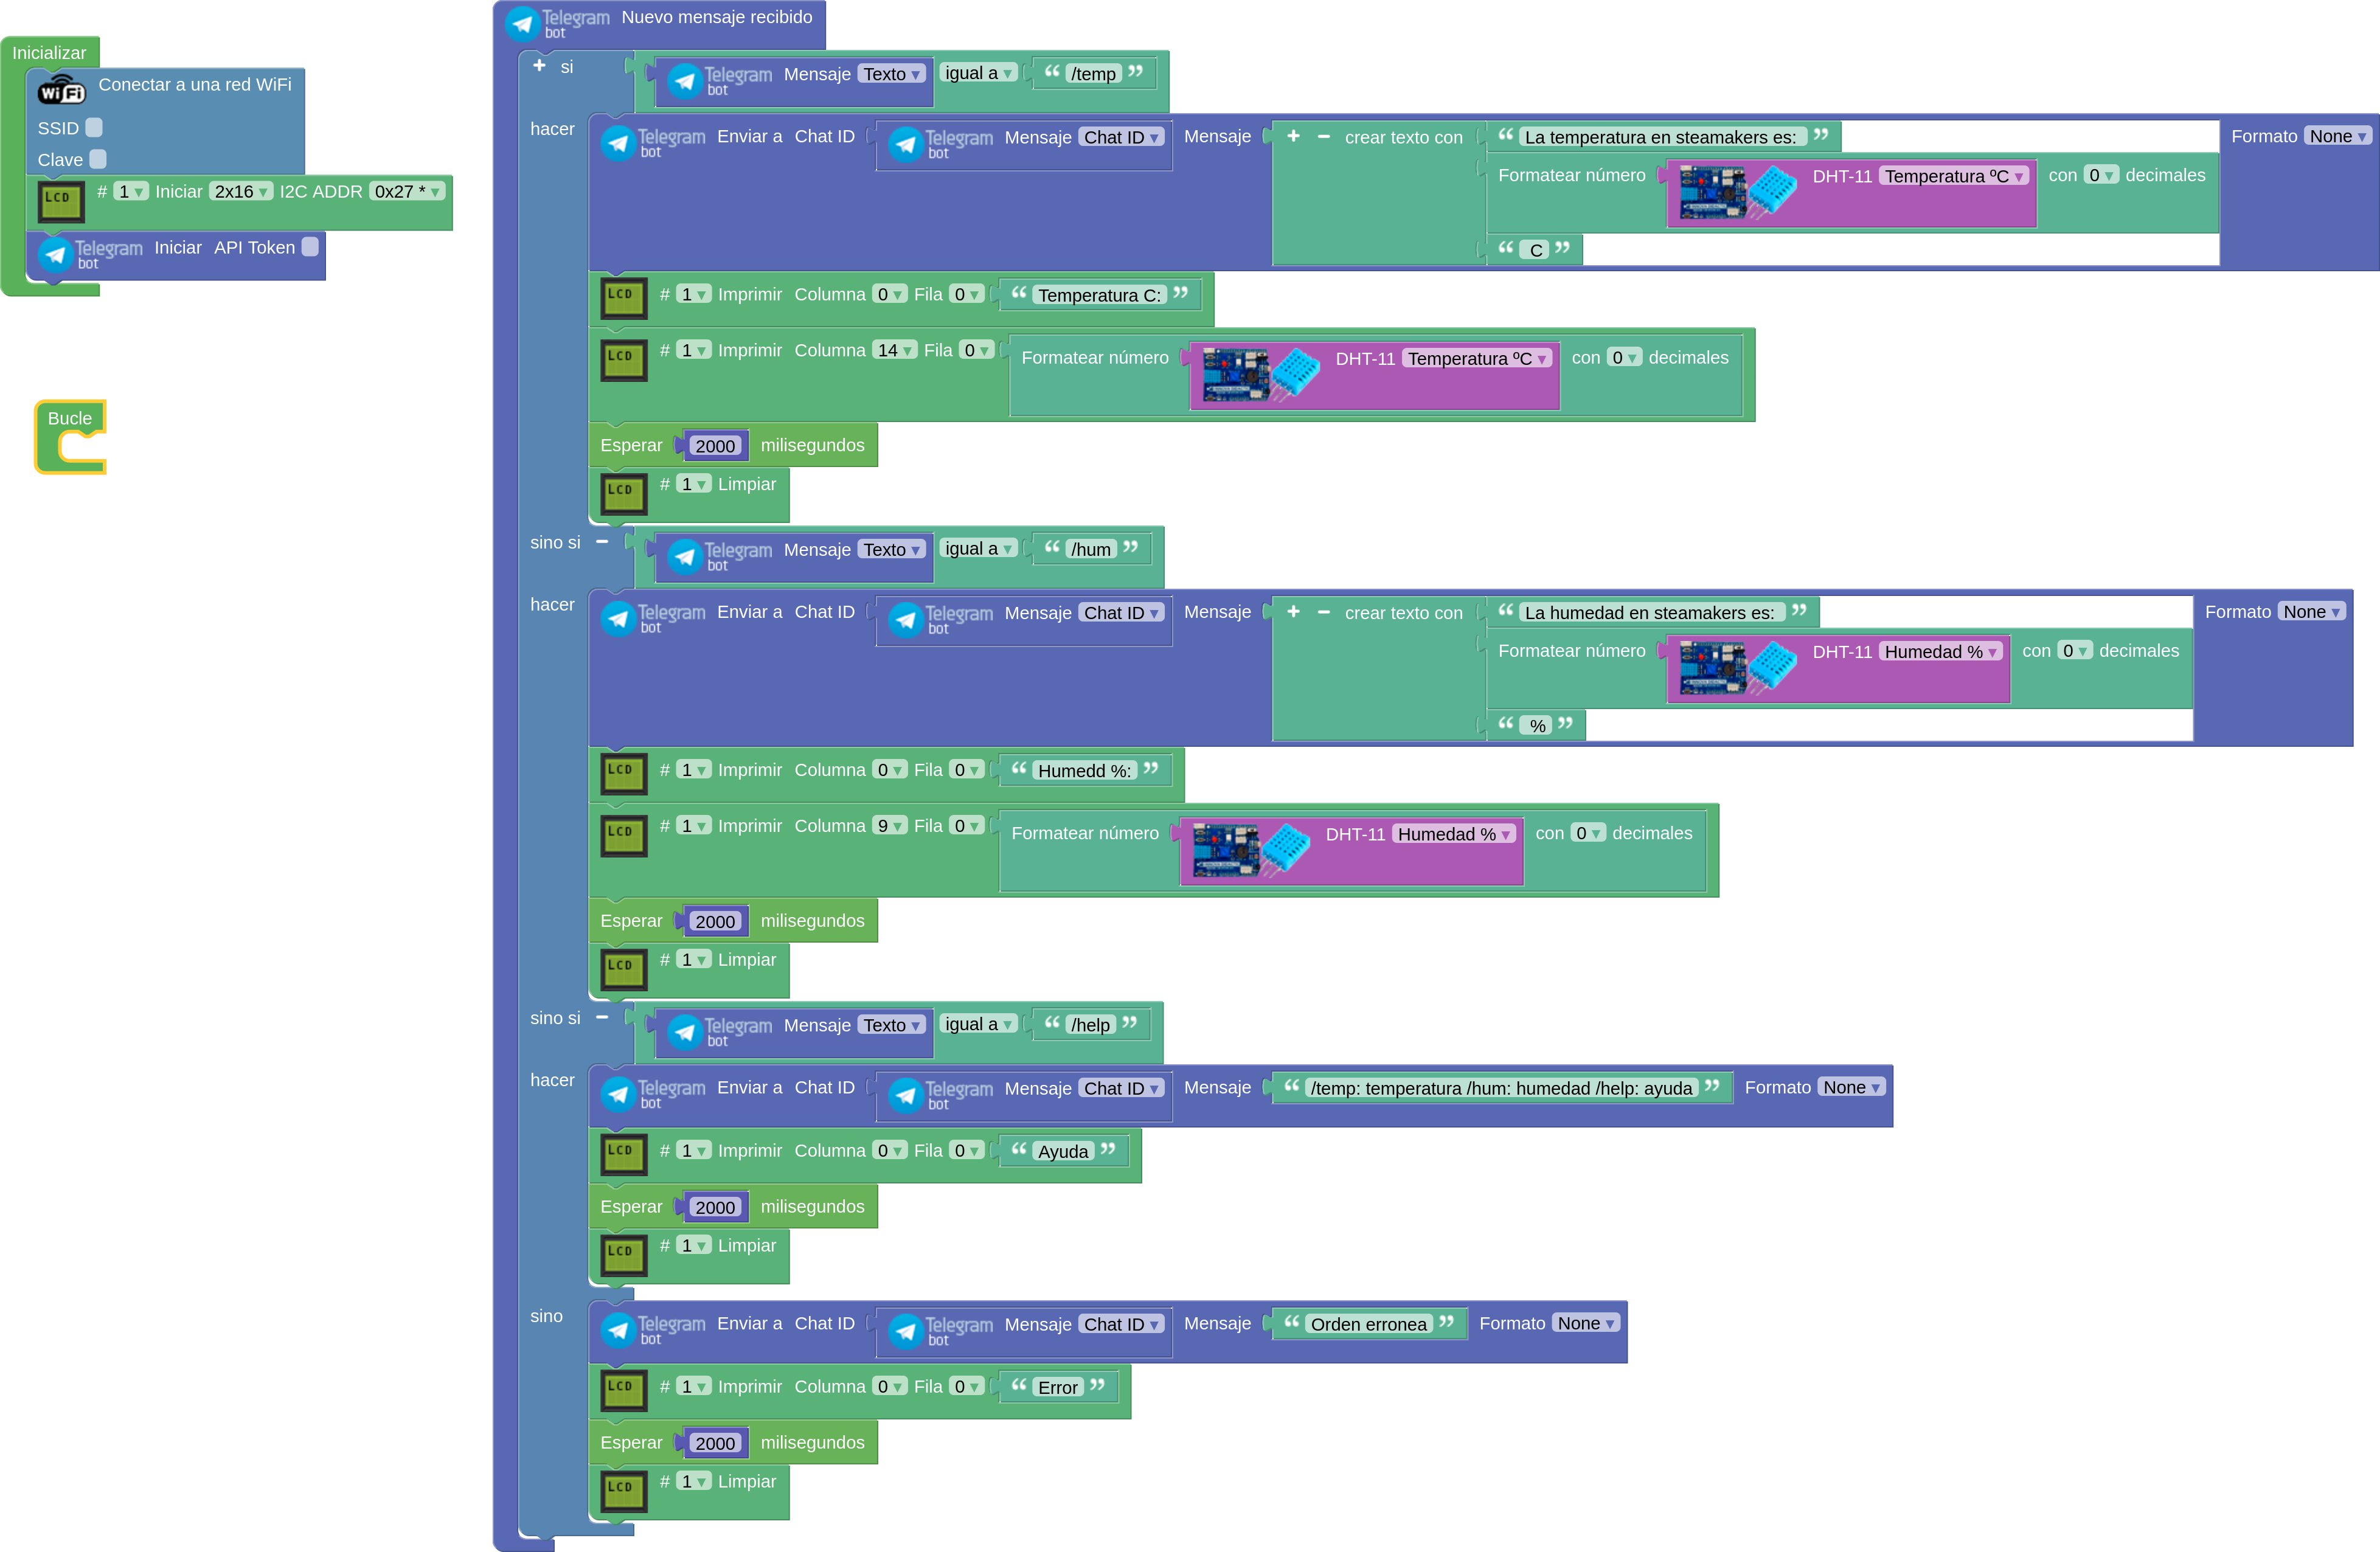 Inicializar
WiFi Conectar a una red WiFi
SSID
Clave
LCD # 1 Iniciar 2x16 I2C ADDR 0x27 *
Telegram bot Iniciar API Token
Bucle
Telegram bot Nuevo mensaje recibido
si Telegram bot Mensaje Texto igual a “ /temp ”
hacer Telegram bot Enviar a Chat ID Telegram bot Mensaje Chat ID Mensaje crear texto con “ La temperatura en steamakers es: ” Formato None
Formatear número DHT-11 Temperatura ºC con 0 decimales
“ C ”
LCD # 1 Imprimir Columna 0 Fila 0 “ Temperatura C: ”
LCD # 1 Imprimir Columna 14 Fila 0 Formatear número DHT-11 Temperatura ºC con 0 decimales
Esperar 2000 milisegundos
LCD # 1 Limpiar
sino si Telegram bot Mensaje Texto igual a “ /hum ”
hacer Telegram bot Enviar a Chat ID Telegram bot Mensaje Chat ID Mensaje crear texto con “ La humedad en steamakers es: ” Formato None
Formatear número DHT-11 Humedad % con 0 decimales
“ % ”
LCD # 1 Imprimir Columna 0 Fila 0 “ Humedd %: ”
LCD # 1 Imprimir Columna 9 Fila 0 Formatear número DHT-11 Humedad % con 0 decimales
Esperar 2000 milisegundos
LCD # 1 Limpiar
sino si Telegram bot Mensaje Texto igual a “ /help ”
hacer Telegram bot Enviar a Chat ID Telegram bot Mensaje Chat ID Mensaje “ /temp: temperatura /hum: humedad /help: ayuda ” Formato None
LCD # 1 Imprimir Columna 0 Fila 0 “ Ayuda ”
Esperar 2000 milisegundos
LCD # 1 Limpiar
sino Telegram bot Enviar a Chat ID Telegram bot Mensaje Chat ID Mensaje “ Orden erronea ” Formato None
LCD # 1 Imprimir Columna 0 Fila 0 “ Error ”
Esperar 2000 milisegundos
LCD # 1 Limpiar